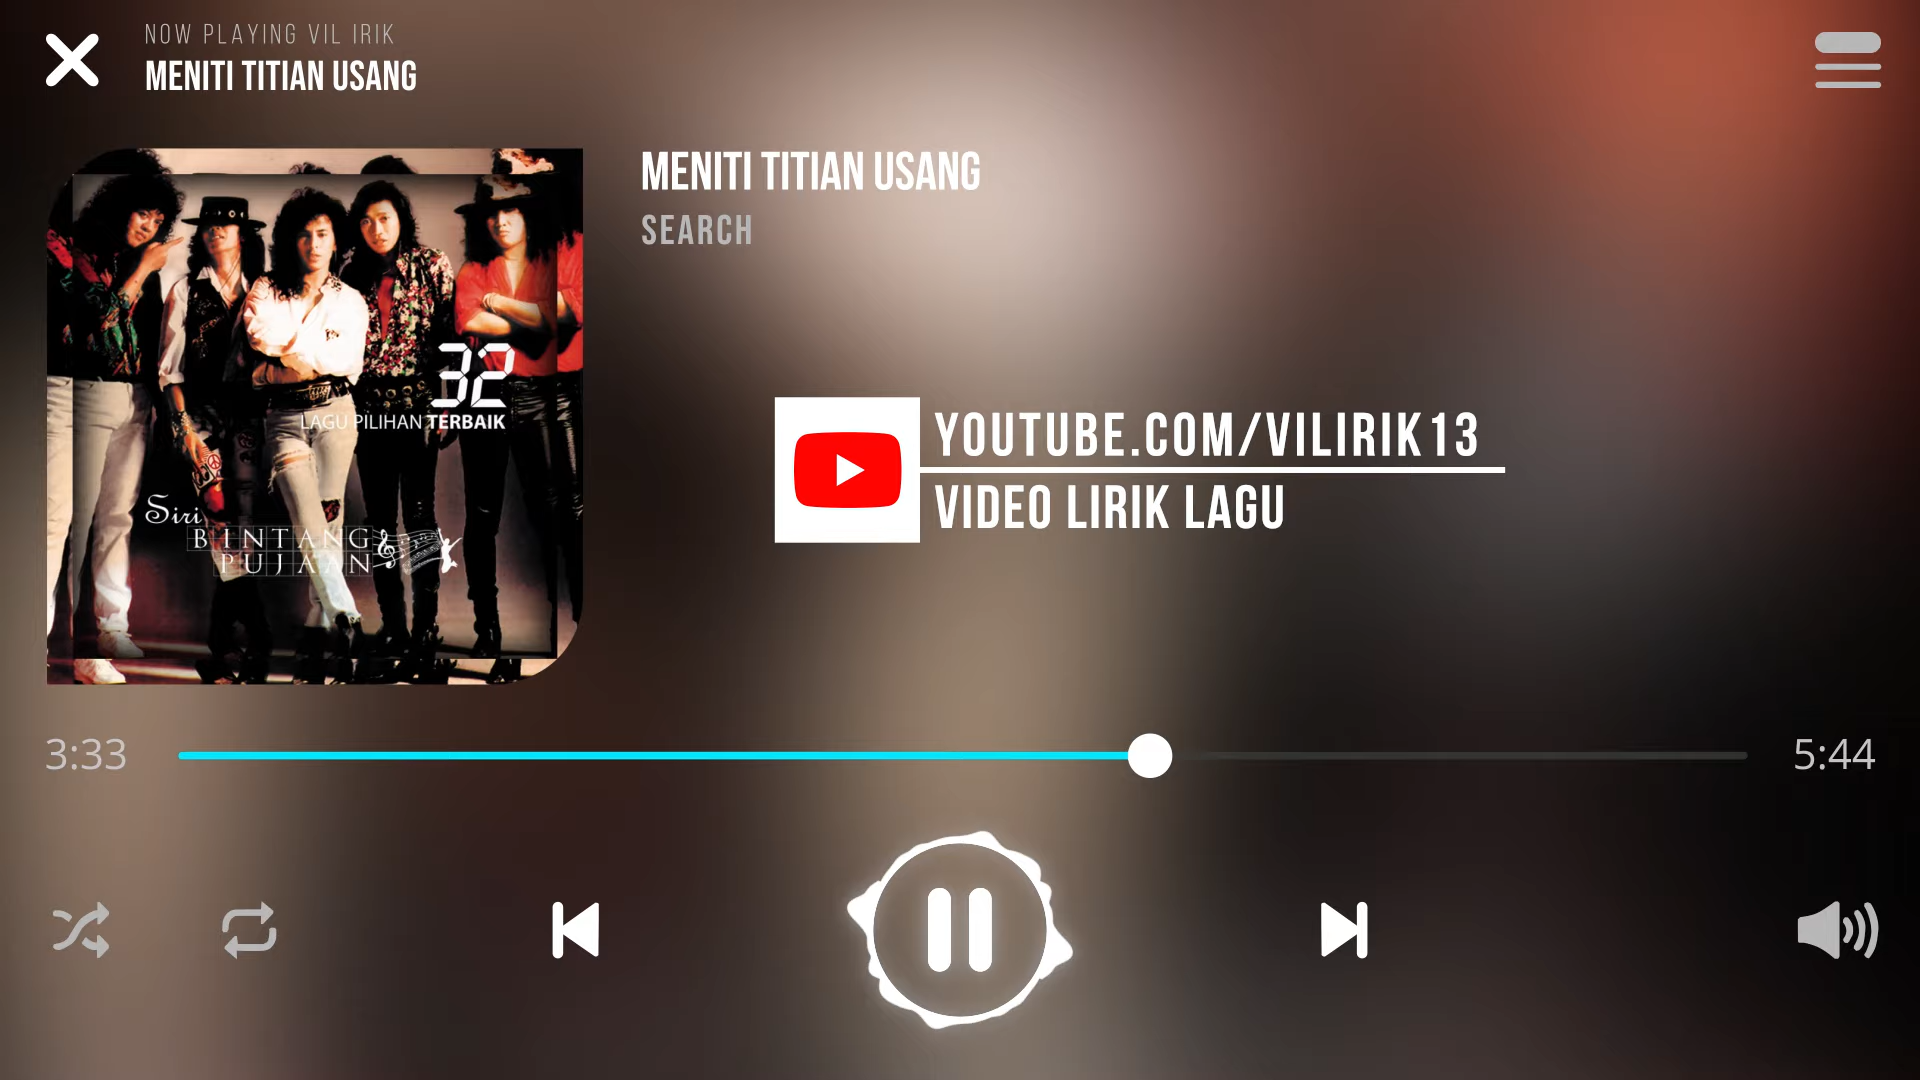 NOW PLAYING VIL IRIK
MENITI TITIAN USANG
MENITI TITIAN USANG
SEARCH
32
LAGU PILIHAN TERBAIK
Siri
BINTANG
PUJAAN
YOUTUBE.COM/VILIRIK13
VIDEO LIRIK LAGU
3:33
5:44